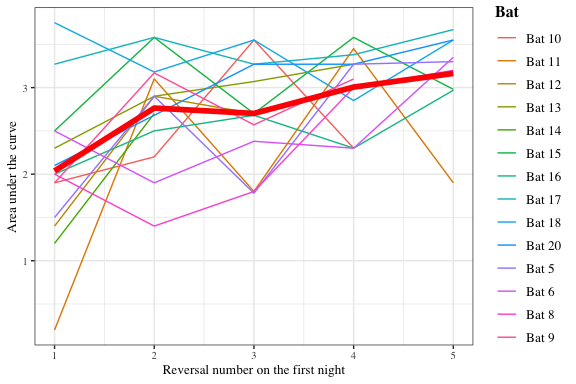 Bat
Bat 10
Bat 11
Bat 12
Bat 13
Bat 14
Bat 15
Bat 16
Bat 17
Bat 18
Bat 20
Bat 5
Bat 6
Bat 8
Bat 9
Area under the curve
3
2
1
1 2 3 4 5
Reversal number on the first night